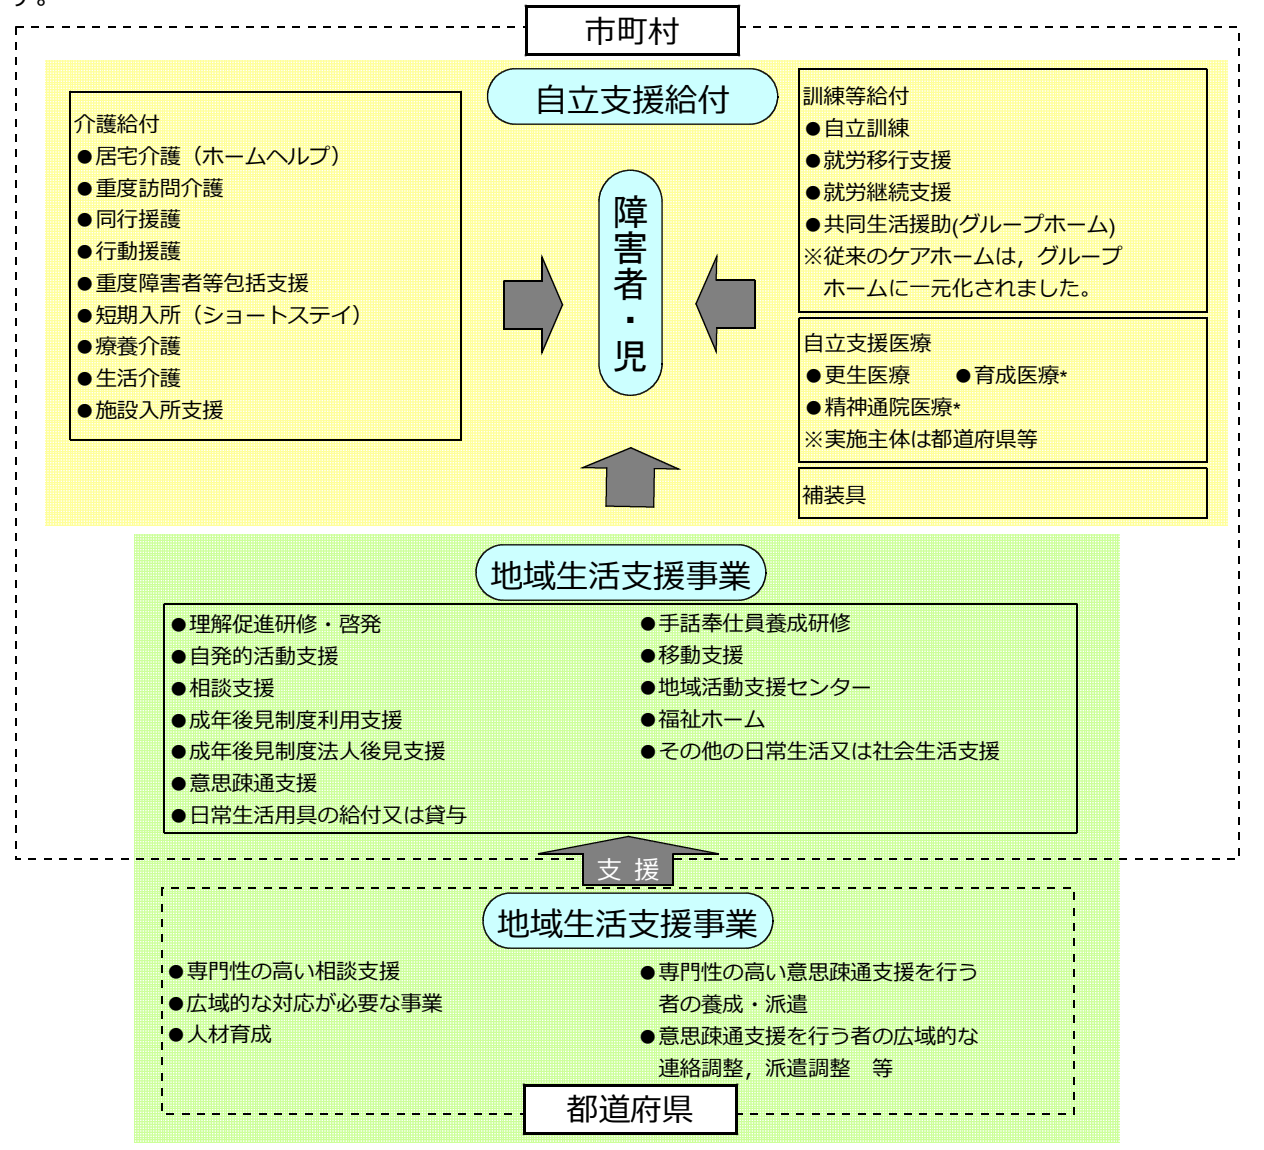 す。
市町村
自立支援給付
介護給付
●居宅介護（ホームヘルプ）
●重度訪問介護
●同行援護
●行動援護
●重度障害者等包括支援
●短期入所（ショートステイ）
●療養介護
●生活介護
●施設入所支援
障害者・児
訓練等給付
●自立訓練
●就労移行支援
●就労継続支援
●共同生活援助(グループホーム)
※従来のケアホームは，グループ
ホームに一元化されました。
自立支援医療
●更生医療　　●育成医療*
●精神通院医療*
※実施主体は都道府県等
補装具
地域生活支援事業
●理解促進研修・啓発
●自発的活動支援
●相談支援
●成年後見制度利用支援
●成年後見制度法人後見支援
●意思疎通支援
●日常生活用具の給付又は貸与
●手話奉仕員養成研修
●移動支援
●地域活動支援センター
●福祉ホーム
●その他の日常生活又は社会生活支援
支 援
地域生活支援事業
●専門性の高い相談支援
●広域的な対応が必要な事業
●人材育成
●専門性の高い意思疎通支援を行う
者の養成・派遣
●意思疎通支援を行う者の広域的な
連絡調整，派遣調整　等
都道府県